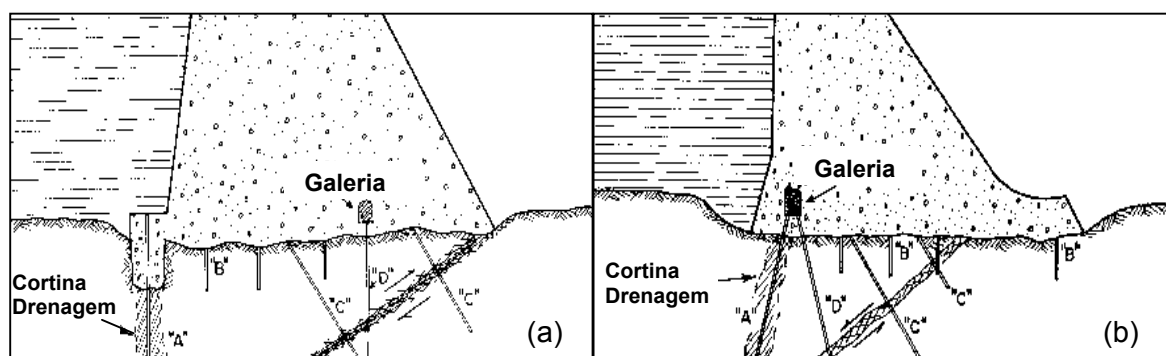 Galeria
Cortina
Drenagem
"A"
"B"
"C"
"D"
"C"
(a)
Galeria
Cortina
Drenagem
"A"
"D"
"B"
"C"
"C"
"B"
(b)